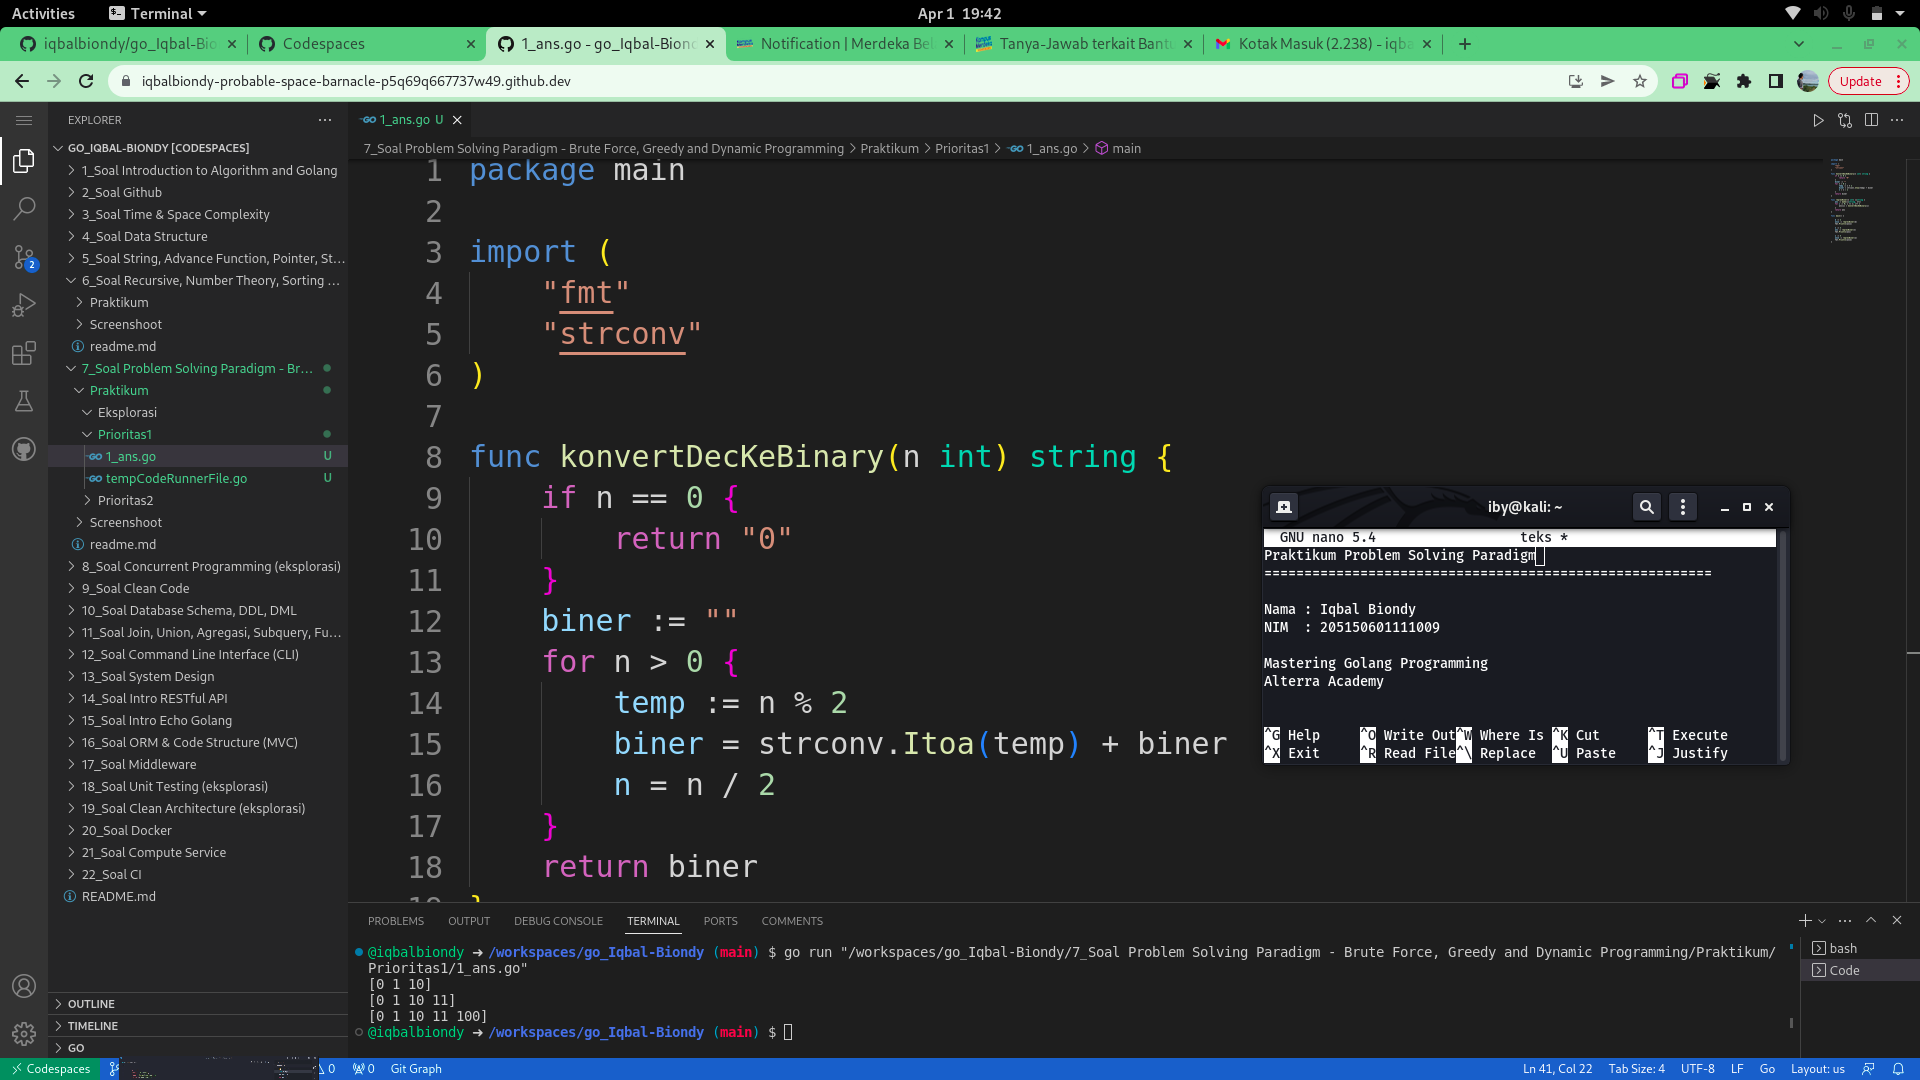 Activities
Terminal
Apr 1 19:42
iqbalbiondy/go_Iqbal-Bio
Codespaces
1_ans.go - go_Iqbal-Biond
Notification | Merdeka Bel
Tanya-Jawab terkait Bantu
Kotak Masuk (2.238) - iqba
iqbalbiondy-probable-space-barnacle-p5q69q667737w49.github.dev
Update
EXPLORER
GO_IQBAL-BIONDY [CODESPACES]
1_Soal Introduction to Algorithm and Golang
2_Soal Github
3_Soal Time & Space Complexity
4_Soal Data Structure
5_Soal String, Advance Function, Pointer, St...
6_Soal Recursive, Number Theory, Sorting ...
Praktikum
Screenshoot
readme.md
7_Soal Problem Solving Paradigm - Br...
Praktikum
Eksplorasi
Prioritas1
1_ans.go U
tempCodeRunnerFile.go U
Prioritas2
Screenshoot
readme.md
8_Soal Concurrent Programming (eksplorasi)
9_Soal Clean Code
10_Soal Database Schema, DDL, DML
11_Soal Join, Union, Agregasi, Subquery, Fu...
12_Soal Command Line Interface (CLI)
13_Soal System Design
14_Soal Intro RESTful API
15_Soal Intro Echo Golang
16_Soal ORM & Code Structure (MVC)
17_Soal Middleware
18_Soal Unit Testing (eksplorasi)
19_Soal Clean Architecture (eksplorasi)
20_Soal Docker
21_Soal Compute Service
22_Soal CI
README.md
OUTLINE
TIMELINE
GO
2
1_ans.go U
7_Soal Problem Solving Paradigm - Brute Force, Greedy and Dynamic Programming > Praktikum > Prioritas1 > 1_ans.go > main
1 package main
2
3 import (
4 "fmt"
5 "strconv"
6 )
7
8 func konvertDecKeBinary(n int) string {
9 if n == 0 {
10 return "0"
11 }
12 biner := ""
13 for n > 0 {
14 temp := n % 2
15 biner = strconv.Itoa(temp) + biner
16 n = n / 2
17 }
18 return biner
19 }
iby@kali: ~
GNU nano 5.4 teks *
Praktikum Problem Solving Paradigm
========================================================
Nama : Iqbal Biondy
NIM : 205150601111009
Mastering Golang Programming
Alterra Academy
^G Help ^O Write Out ^W Where Is ^K Cut ^T Execute
^X Exit ^R Read File ^\ Replace ^U Paste ^J Justify
PROBLEMS OUTPUT DEBUG CONSOLE TERMINAL PORTS COMMENTS
@iqbalbiondy ➜ /workspaces/go_Iqbal-Biondy (main) $ go run "/workspaces/go_Iqbal-Biondy/7_Soal Problem Solving Paradigm - Brute Force, Greedy and Dynamic Programming/Praktikum/
Prioritas1/1_ans.go"
[0 1 10]
[0 1 10 11]
[0 1 10 11 100]
@iqbalbiondy ➜ /workspaces/go_Iqbal-Biondy (main) $
bash
Code
Codespaces
0
0
Git Graph
Ln 41, Col 22
Tab Size: 4
UTF-8
LF
Go
Layout: us